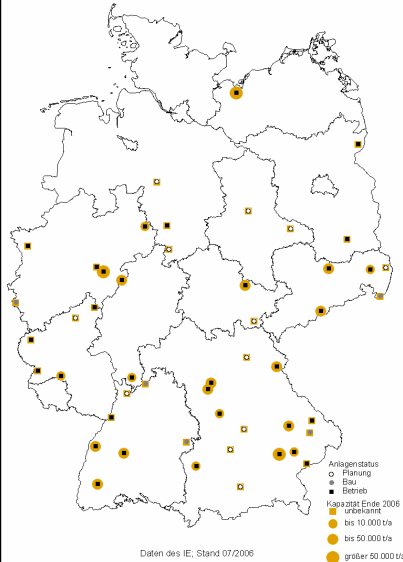 Anlagenstatus
Planung
Bau
Betrieb
Kapazität Ende 2006
unbekannt
bis 10.000 t/a
bis 50.000 t/a
größer 50.000 t/a
Daten des IE; Stand 07/2006